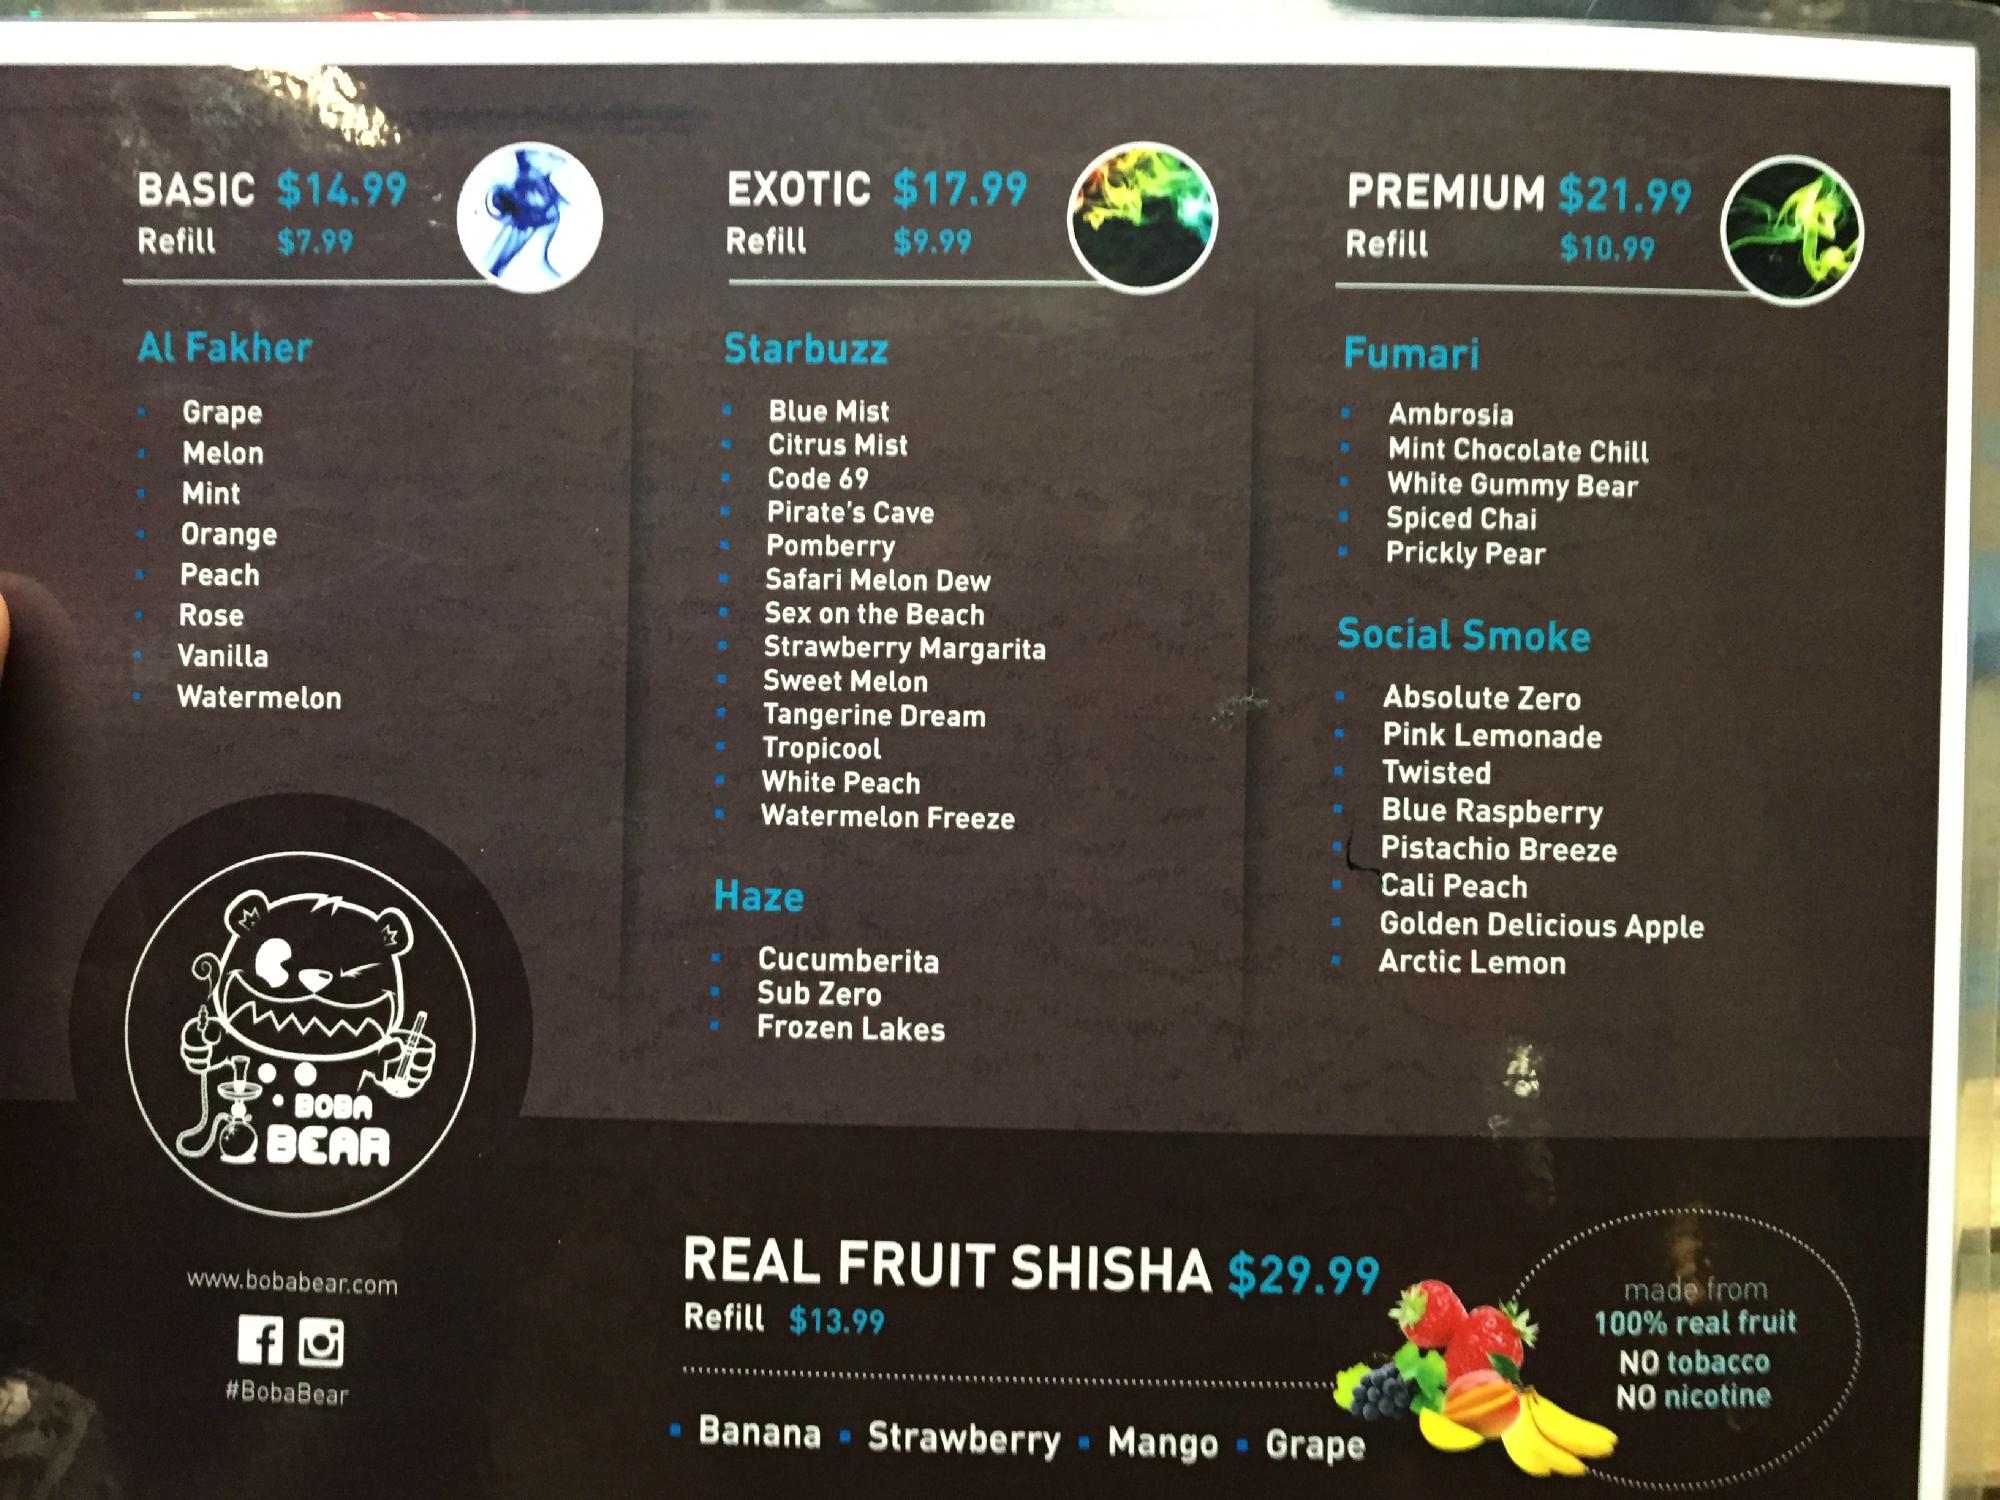 BASIC $14.99
Refill $7.99
Al Fakher
Grape
Melon
Mint
Orange
Peach
Rose
Vanilla
Watermelon
EXOTIC $17.99
Refill $9.99
Starbuzz
Blue Mist
Citrus Mist
Code 69
Pirate's Cave
Pomberry
Safari Melon Dew
Sex on the Beach
Strawberry Margarita
Sweet Melon
Tangerine Dream
Tropicool
White Peach
Watermelon Freeze
Haze
Cucumberita
Sub Zero
Frozen Lakes
PREMIUM $21.99
Refill $10.99
Fumari
Ambrosia
Mint Chocolate Chill
White Gummy Bear
Spiced Chai
Prickly Pear
Social Smoke
Absolute Zero
Pink Lemonade
Twisted
Blue Raspberry
Pistachio Breeze
Cali Peach
Golden Delicious Apple
Arctic Lemon
BOBA
BEAR
www.bobabear.com
#BobaBear
REAL FRUIT SHISHA $29.99
Refill $13.99
Banana Strawberry Mango Grape
made from
100% real fruit
NO tobacco
NO nicotine